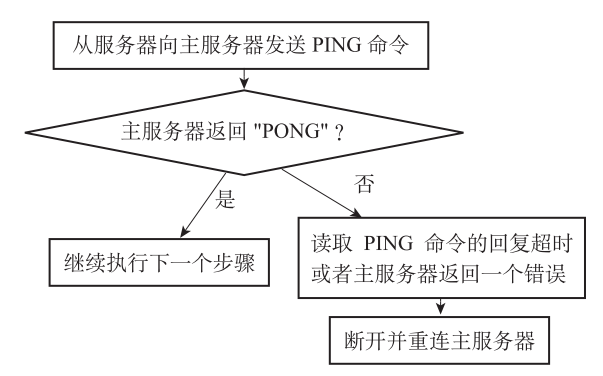 从服务器向主服务器发送 PING 命令
主服务器返回 "PONG" ？
是
否
继续执行下一个步骤
读取 PING 命令的回复超时
或者主服务器返回一个错误
断开并重连主服务器